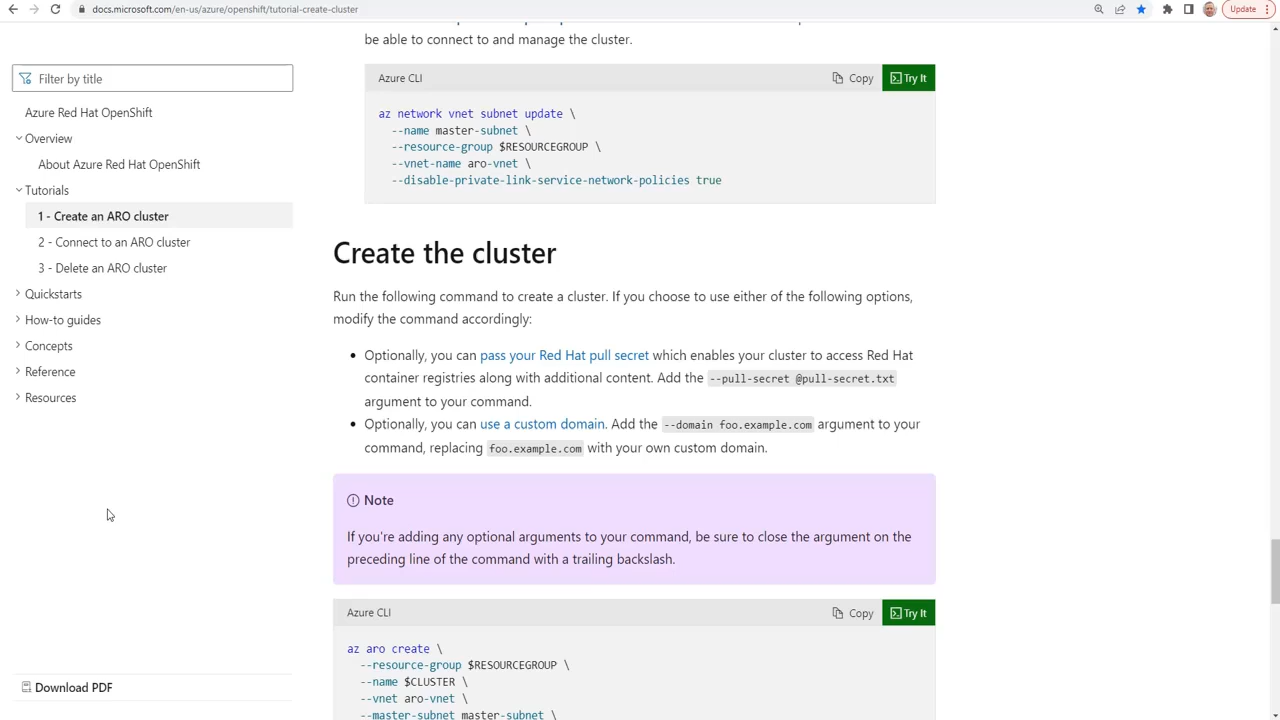 docs.microsoft.com/en-us/azure/openshift/tutorial-create-cluster
Update
Filter by title
Azure Red Hat OpenShift
Overview
About Azure Red Hat OpenShift
Tutorials
1 - Create an ARO cluster
2 - Connect to an ARO cluster
3 - Delete an ARO cluster
Quickstarts
How-to guides
Concepts
Reference
Resources
Download PDF
be able to connect to and manage the cluster.
Azure CLI
Copy
Try It
az network vnet subnet update \
--name master-subnet \
--resource-group $RESOURCEGROUP \
--vnet-name aro-vnet \
--disable-private-link-service-network-policies true
Create the cluster
Run the following command to create a cluster. If you choose to use either of the following options,
modify the command accordingly:
• Optionally, you can pass your Red Hat pull secret which enables your cluster to access Red Hat
container registries along with additional content. Add the --pull-secret @pull-secret.txt
argument to your command.
• Optionally, you can use a custom domain. Add the --domain foo.example.com argument to your
command, replacing foo.example.com with your own custom domain.
Note
If you're adding any optional arguments to your command, be sure to close the argument on the
preceding line of the command with a trailing backslash.
Azure CLI
Copy
Try It
az aro create \
--resource-group $RESOURCEGROUP \
--name $CLUSTER \
--vnet aro-vnet \
--master-subnet master-subnet \